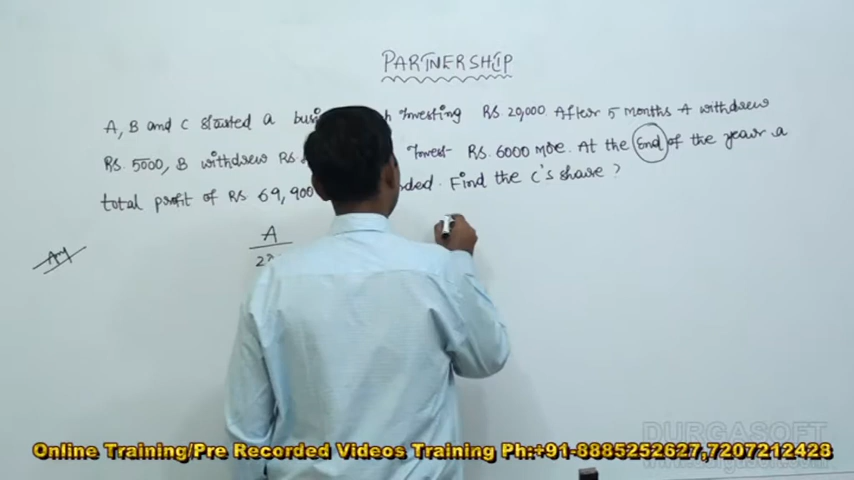 PARTNERSHIP
A, B and C started a investing RS 20,000 After 5 months A withdrew
RS. 5000, B withdrew RS Invest RS. 6000 more. At the End of the year a
total profit of RS 69,900 Find the C's share ?
Ans
A
DURGASOFT
Online Training/Pre Recorded Videos Training Ph:+91-8885252627,7207212428